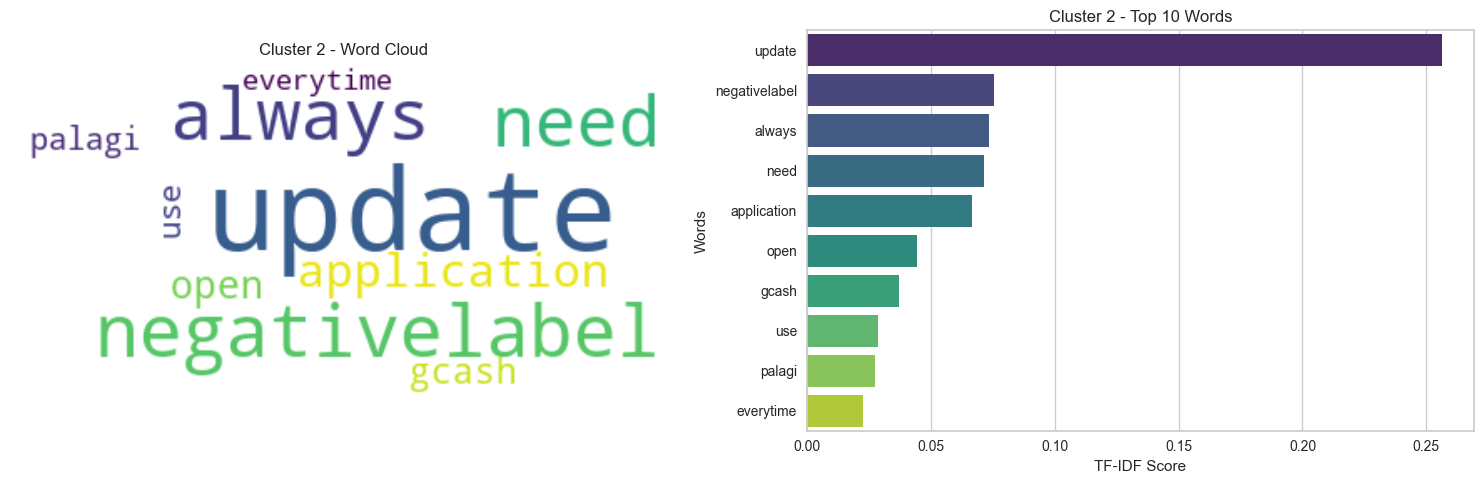 Cluster 2 - Word Cloud
everytime
always
need
palagi
use
update
application
open
negativelabel
gcash
Cluster 2 - Top 10 Words
Words
update
negativelabel
always
need
application
open
gcash
use
palagi
everytime
0.00 0.05 0.10 0.15 0.20 0.25
TF-IDF Score